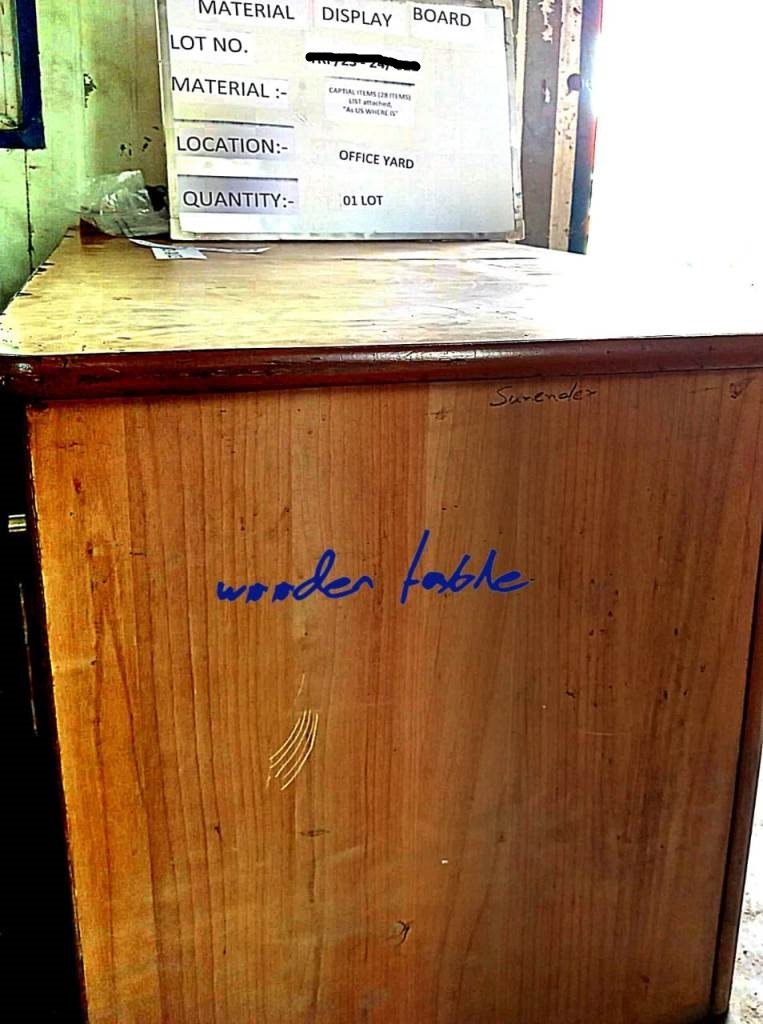 MATERIAL DISPLAY BOARD
LOT NO.
MATERIAL :- CAPTIAL ITEMS (28 ITEMS)
LIST attached,
"As US WHERE IS"
LOCATION:- OFFICE YARD
QUANTITY:- 01 LOT
Surender
wooden table